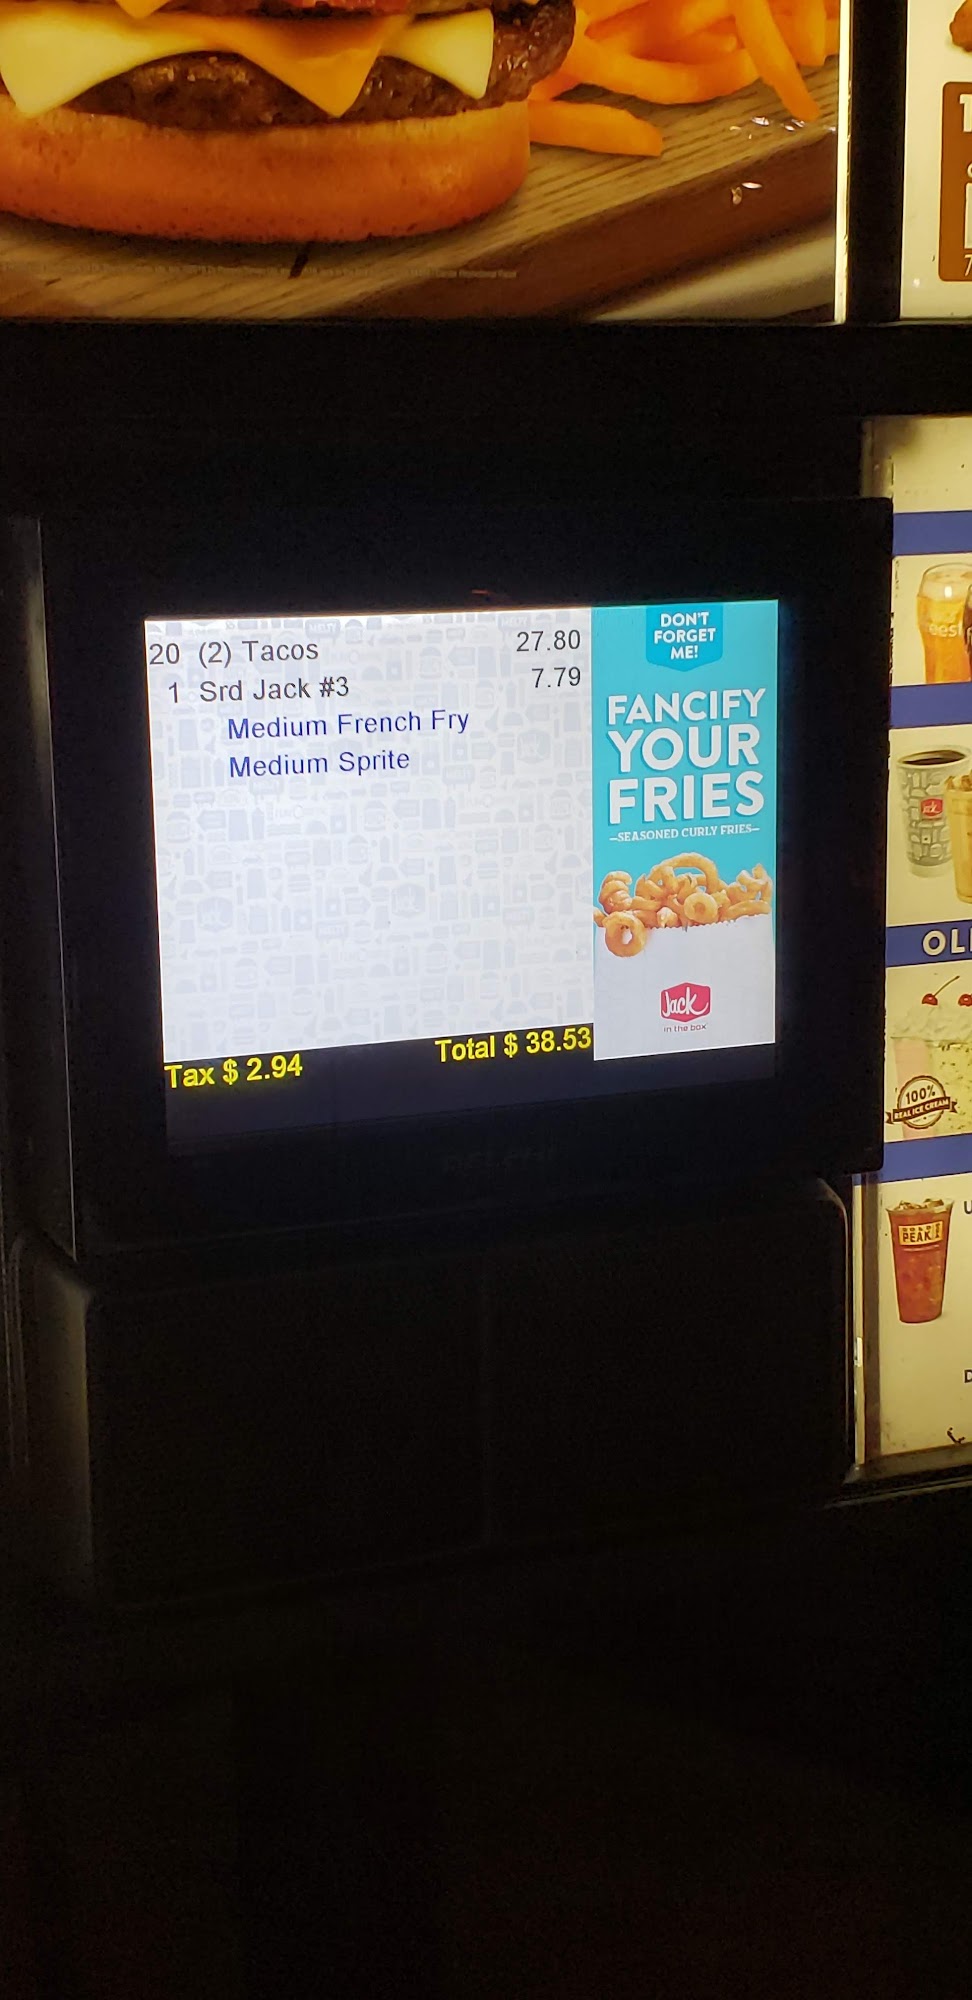 20 (2) Tacos 27.80
1 Srd Jack #3 7.79
Medium French Fry
Medium Sprite
Tax $ 2.94 Total $ 38.53
DON'T
FORGET
ME!
FANCIFY
YOUR
FRIES
–SEASONED CURLY FRIES–
Jack
in the box
OL
100%
REAL ICE CREAM
GOLD
PEAK